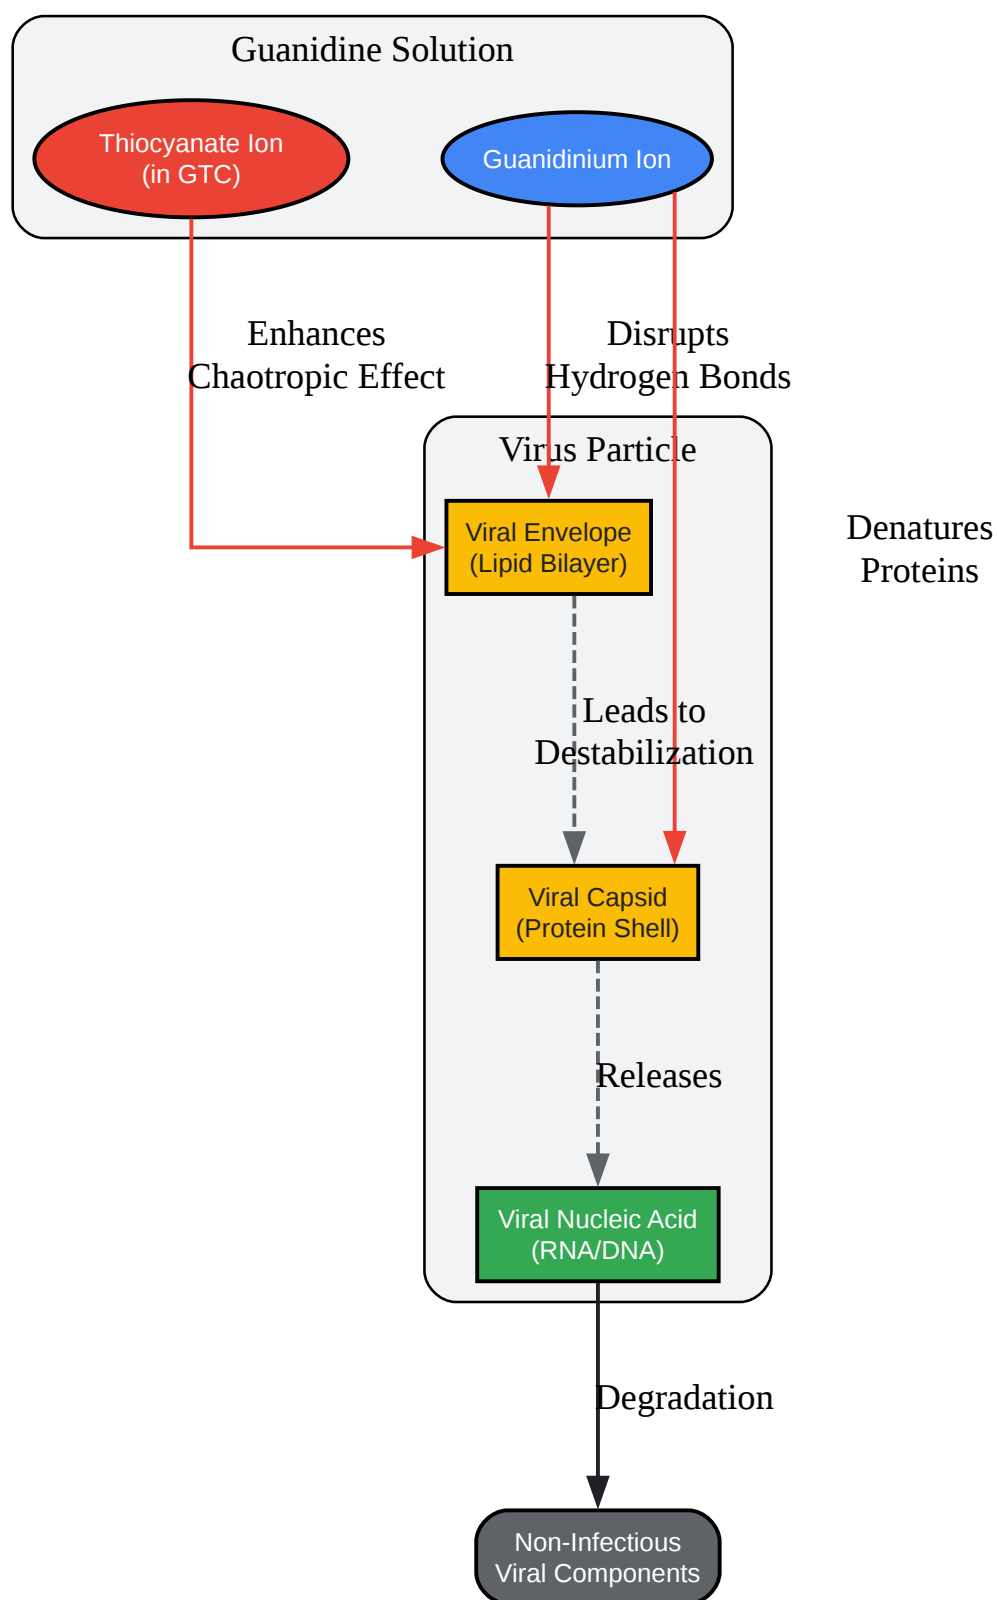 Guanidine Solution
Thiocyanate Ion
(in GTC)
Guanidinium Ion
Enhances
Chaotropic Effect
Disrupts
Hydrogen Bonds
Virus Particle
Viral Envelope
(Lipid Bilayer)
Denatures
Proteins
Leads to
Destabilization
Viral Capsid
(Protein Shell)
Releases
Viral Nucleic Acid
(RNA/DNA)
Degradation
Non-Infectious
Viral Components